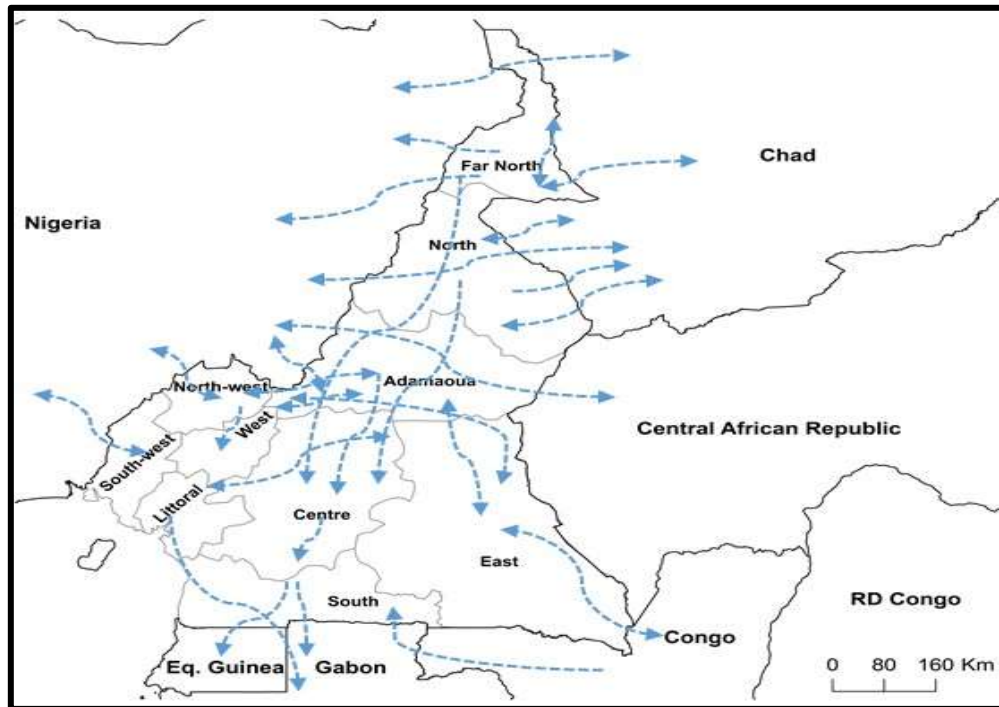 Chad
Far North
Nigeria
North
North-west
Adamaoua
West
Central African Republic
South-west
Littoral
Centre
East
South
RD Congo
Congo
Eq. Guinea
Gabon
0 80 160 Km